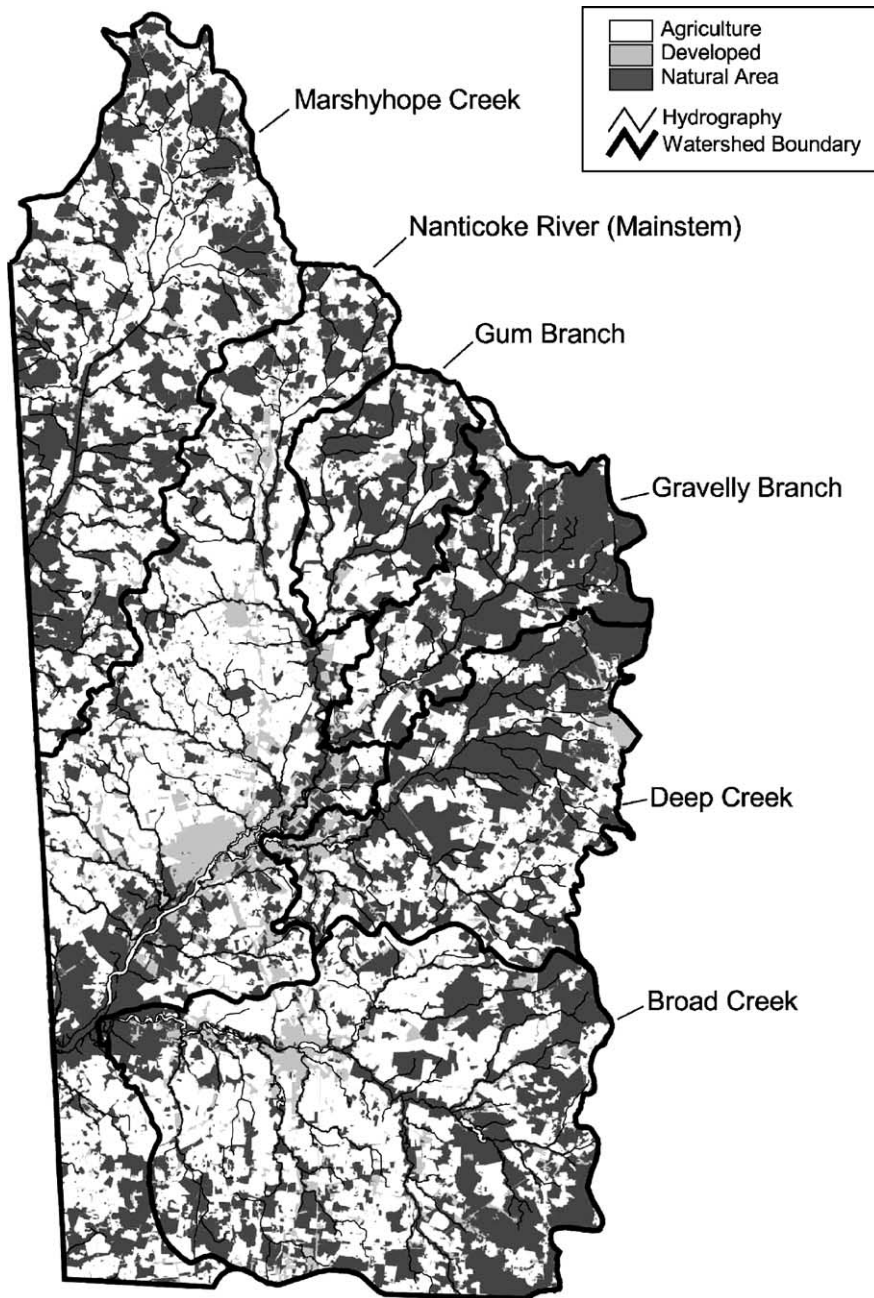 Agriculture
Developed
Natural Area
Hydrography
Watershed Boundary
Marshyhope Creek
Nanticoke River (Mainstem)
Gum Branch
Gravelly Branch
Deep Creek
Broad Creek